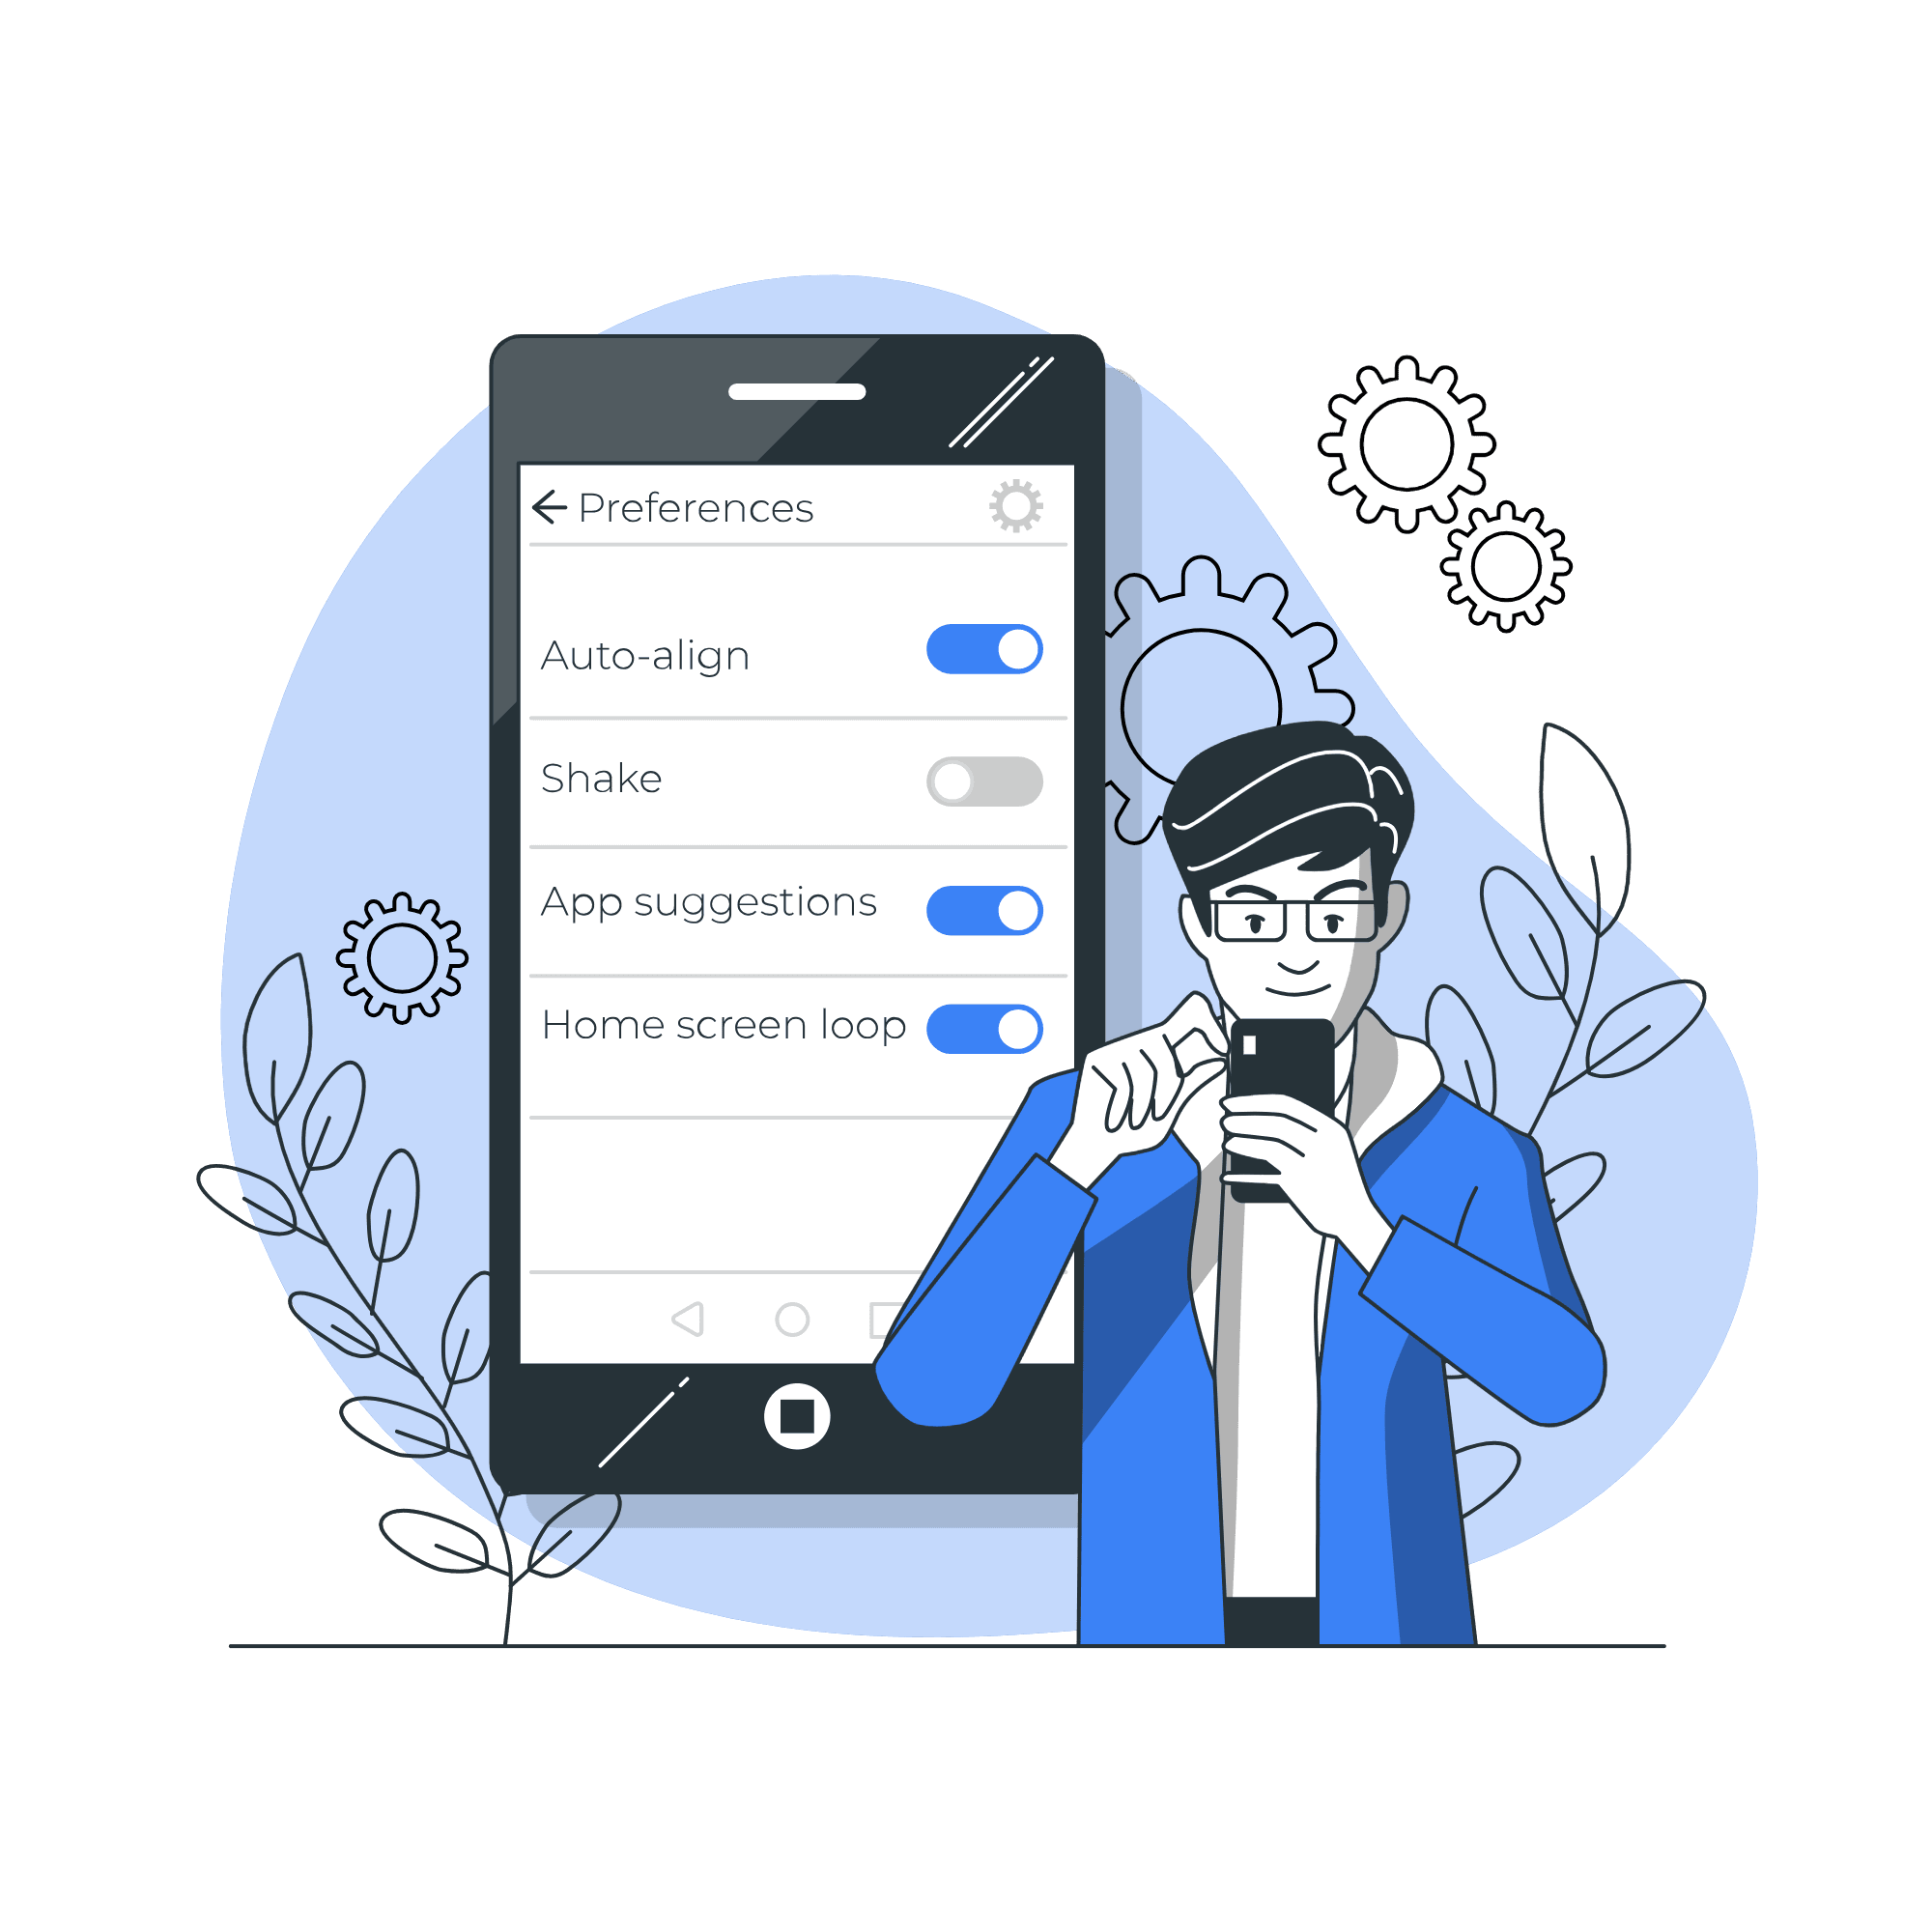 Preferences
Auto-align
Shake
App suggestions
Home screen loop